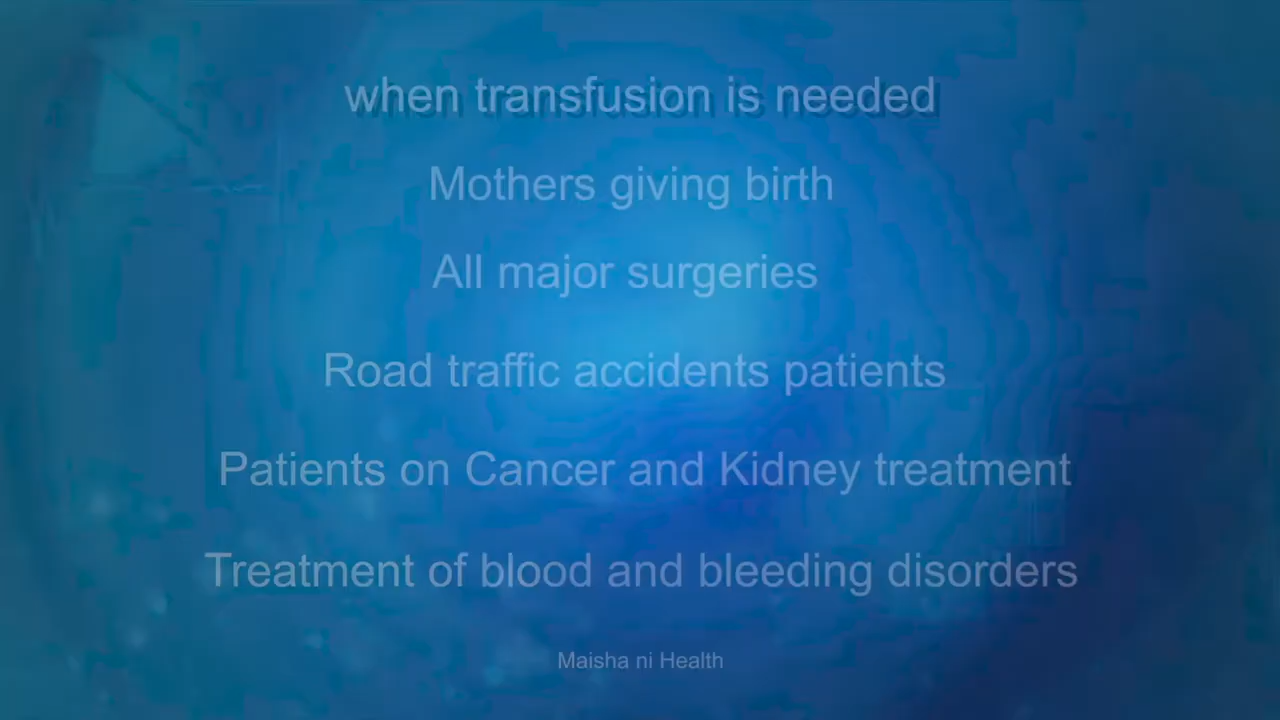 when transfusion is needed
Mothers giving birth
All major surgeries
Road traffic accidents patients
Patients on Cancer and Kidney treatment
Treatment of blood and bleeding disorders
Maisha ni Health